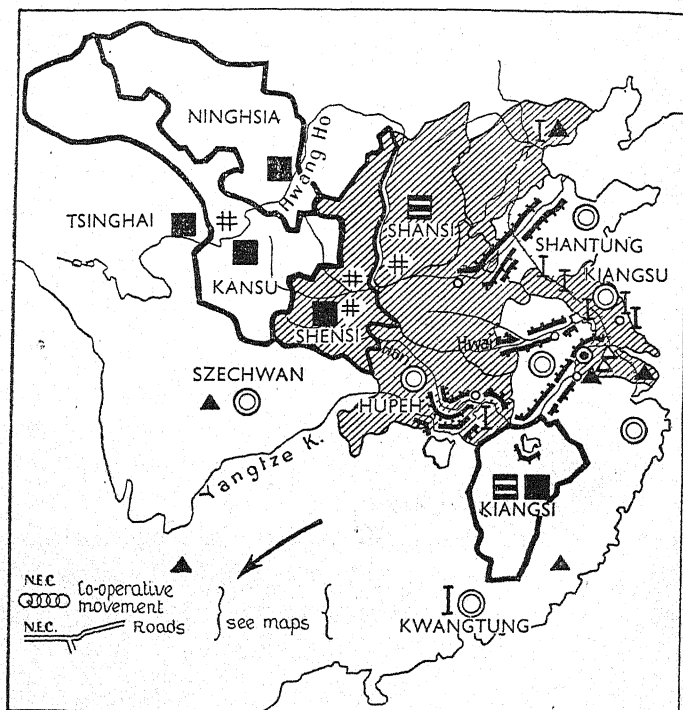 NINGHSIA
Hwang Ho
TSINGHAI
SHANSI
SHANTUNG
KIANGSU
KANSU
SHENSI
Hwai
Han
SZECHWAN
HUPEH
Yangtze K.
KIANGSI
N.E.C. Co-operative
movement
N.E.C. Roads
see maps
KWANGTUNG